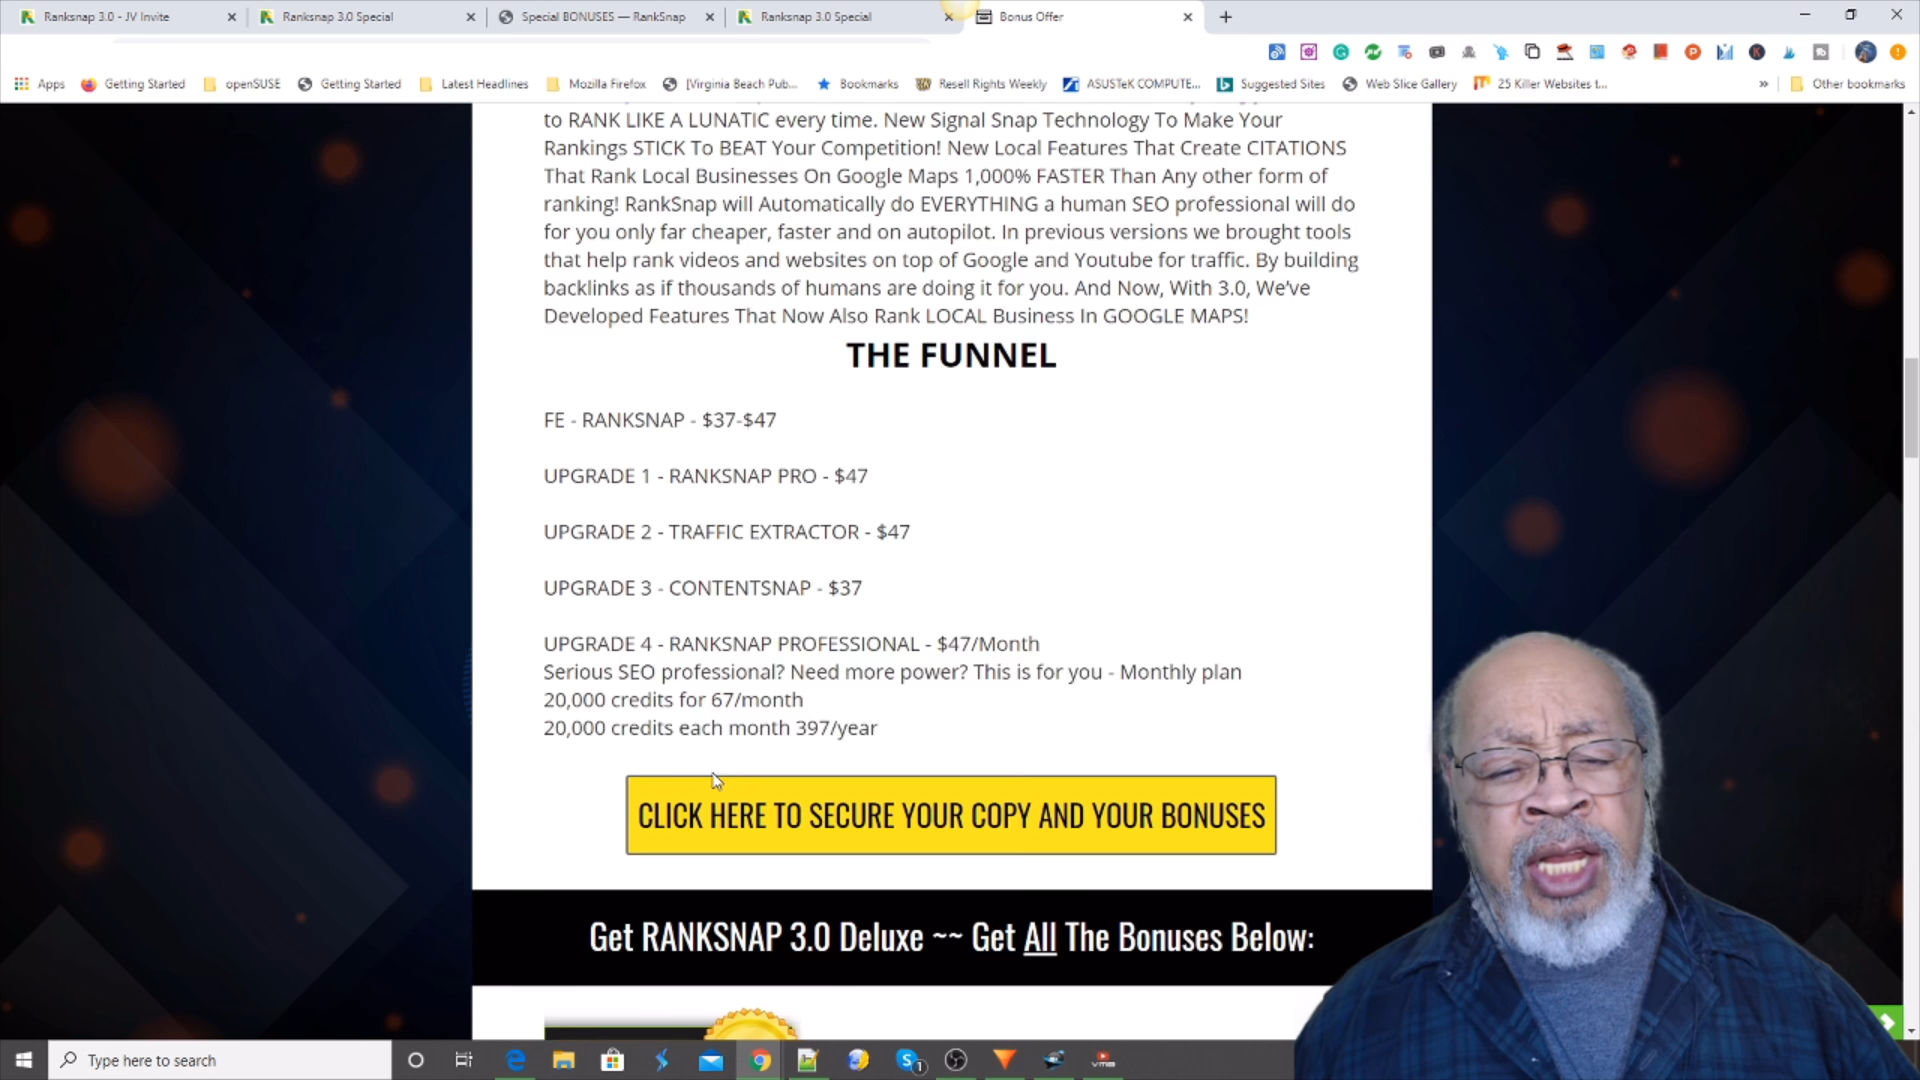 Ranksnap 3.0 - JV Invite
Ranksnap 3.0 Special
Special BONUSES — RankSnap
Ranksnap 3.0 Special
Bonus Offer
Apps
Getting Started
openSUSE
Getting Started
Latest Headlines
Mozilla Firefox
[Virginia Beach Pub...
Bookmarks
Resell Rights Weekly
ASUSTeK COMPUTE...
Suggested Sites
Web Slice Gallery
25 Killer Websites t...
»
Other bookmarks
to RANK LIKE A LUNATIC every time. New Signal Snap Technology To Make Your
Rankings STICK To BEAT Your Competition! New Local Features That Create CITATIONS
That Rank Local Businesses On Google Maps 1,000% FASTER Than Any other form of
ranking! RankSnap will Automatically do EVERYTHING a human SEO professional will do
for you only far cheaper, faster and on autopilot. In previous versions we brought tools
that help rank videos and websites on top of Google and Youtube for traffic. By building
backlinks as if thousands of humans are doing it for you. And Now, With 3.0, We've
Developed Features That Now Also Rank LOCAL Business In GOOGLE MAPS!
THE FUNNEL
FE - RANKSNAP - $37-$47
UPGRADE 1 - RANKSNAP PRO - $47
UPGRADE 2 - TRAFFIC EXTRACTOR - $47
UPGRADE 3 - CONTENTSNAP - $37
UPGRADE 4 - RANKSNAP PROFESSIONAL - $47/Month
Serious SEO professional? Need more power? This is for you - Monthly plan
20,000 credits for 67/month
20,000 credits each month 397/year
CLICK HERE TO SECURE YOUR COPY AND YOUR BONUSES
Get RANKSNAP 3.0 Deluxe ~~ Get All The Bonuses Below:
Type here to search